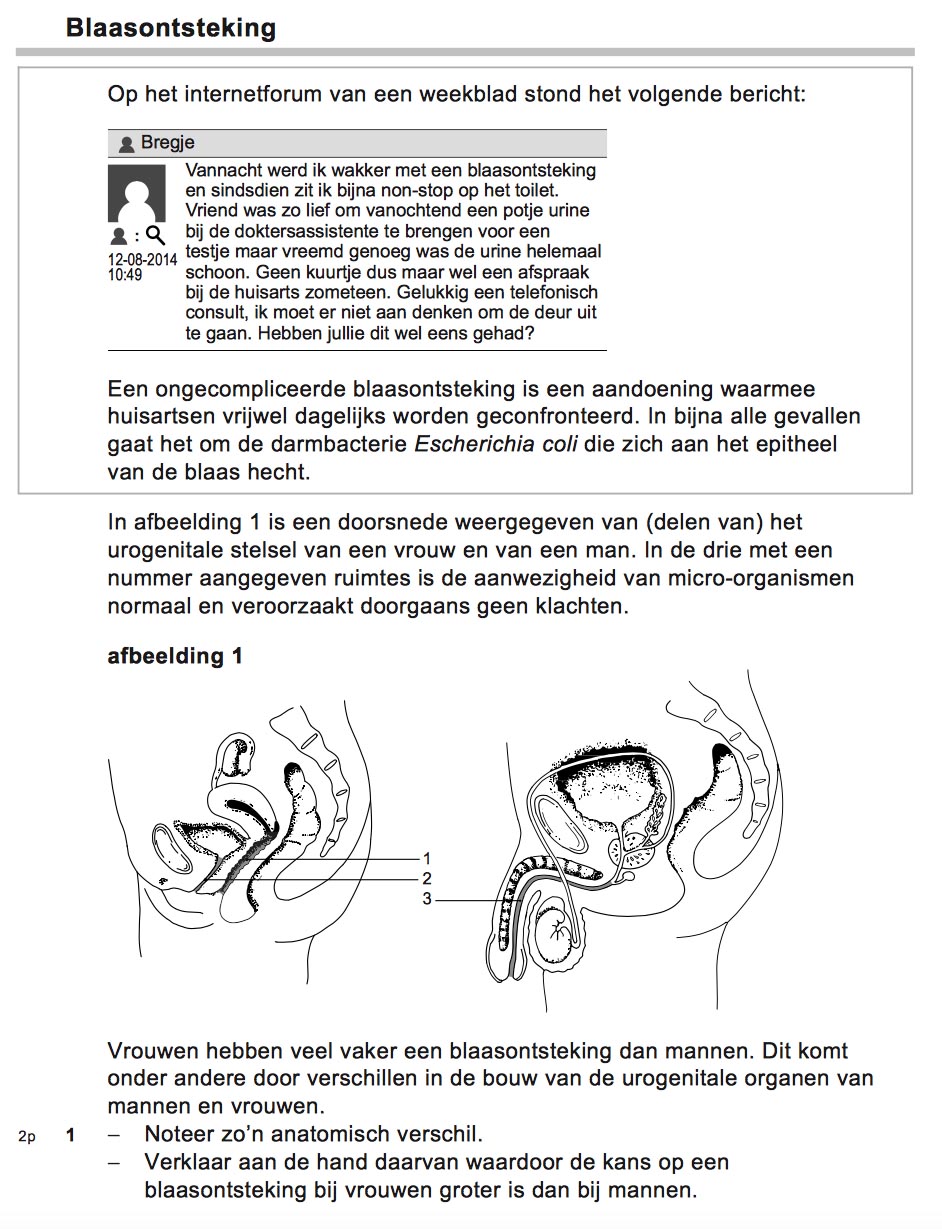 Blaasontsteking
Op het internetforum van een weekblad stond het volgende bericht:
Bregje
Vannacht werd ik wakker met een blaasontsteking
en sindsdien zit ik bijna non-stop op het toilet.
Vriend was zo lief om vanochtend een potje urine
bij de doktersassistente te brengen voor een
testje maar vreemd genoeg was de urine helemaal
schoon. Geen kuurtje dus maar wel een afspraak
bij de huisarts zometeen. Gelukkig een telefonisch
consult, ik moet er niet aan denken om de deur uit
te gaan. Hebben jullie dit wel eens gehad?
:
12-08-2014
10:49
Een ongecompliceerde blaasontsteking is een aandoening waarmee
huisartsen vrijwel dagelijks worden geconfronteerd. In bijna alle gevallen
gaat het om de darmbacterie Escherichia coli die zich aan het epitheel
van de blaas hecht.
In afbeelding 1 is een doorsnede weergegeven van (delen van) het
urogenitale stelsel van een vrouw en van een man. In de drie met een
nummer aangegeven ruimtes is de aanwezigheid van micro-organismen
normaal en veroorzaakt doorgaans geen klachten.
afbeelding 1
1
2
3
Vrouwen hebben veel vaker een blaasontsteking dan mannen. Dit komt
onder andere door verschillen in de bouw van de urogenitale organen van
mannen en vrouwen.
2p 1 – Noteer zo'n anatomisch verschil.
– Verklaar aan de hand daarvan waardoor de kans op een
blaasontsteking bij vrouwen groter is dan bij mannen.